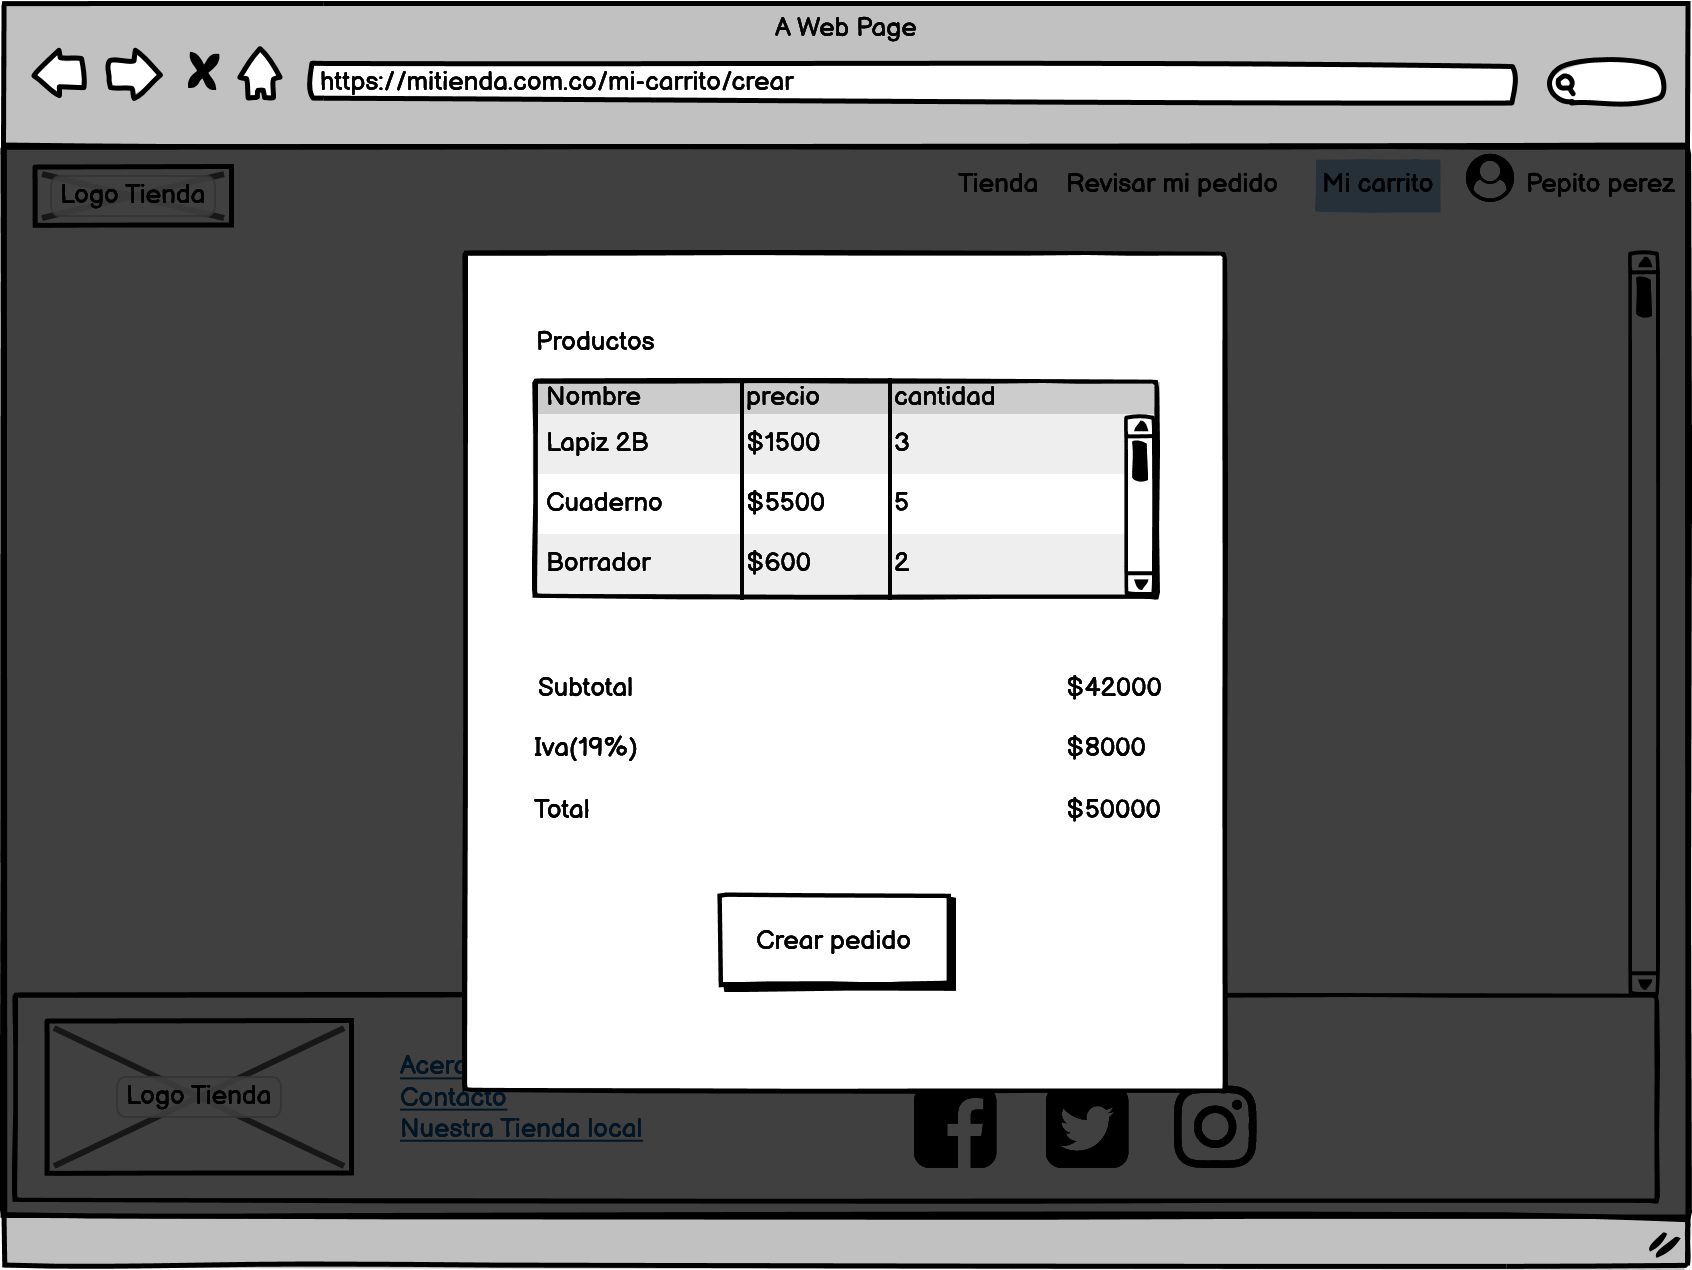 A Web Page
https://mitienda.com.co/mi-carrito/crear
Logo Tienda
Tienda Revisar mi pedido Mi carrito Pepito perez
Productos
Nombre precio cantidad
Lapiz 2B $1500 3
Cuaderno $5500 5
Borrador $600 2
Subtotal $42000
Iva(19%) $8000
Total $50000
Crear pedido
Logo Tienda
Contacto
Nuestra Tienda local